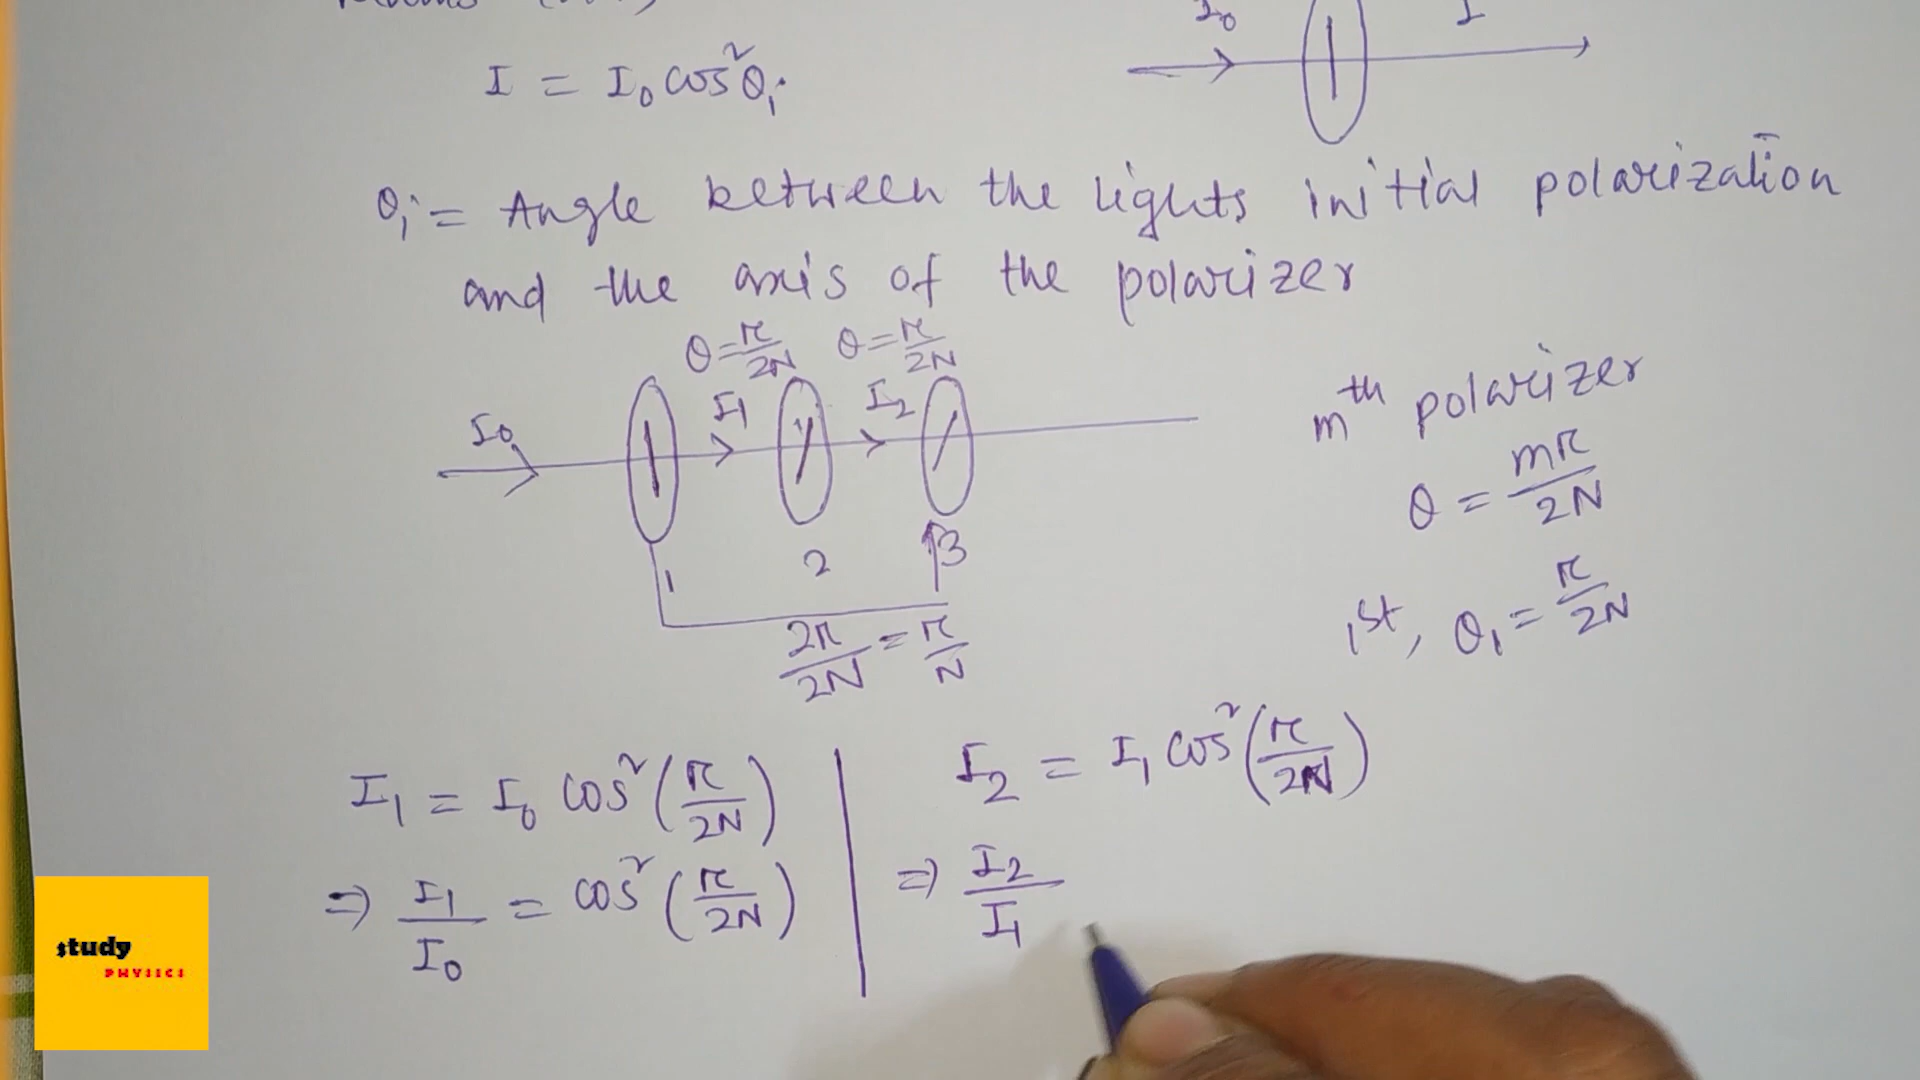 I₀ I
I = I₀ cos²θᵢ
θᵢ = Angle between the lights initial polarization
and the axis of the polarizer
θ = π/2N θ = π/2N
I₀ I₁ I₂
1 2 3
2π/2N = π/N
mth polarizer
θ = mπ/2N
1st, θ₁ = π/2N
I₁ = I₀ cos²(π/2N)
⇒ I₁/I₀ = cos²(π/2N)
I₂ = I₁ cos²(π/2N)
⇒ I₂/I₁
study
PHYSICS